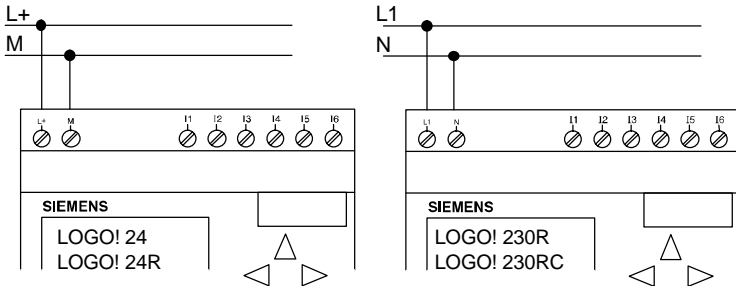 L+
M
L+ M I1 I2 I3 I4 I5 I6
SIEMENS
LOGO! 24
LOGO! 24R
L1
N
L1 N I1 I2 I3 I4 I5 I6
SIEMENS
LOGO! 230R
LOGO! 230RC